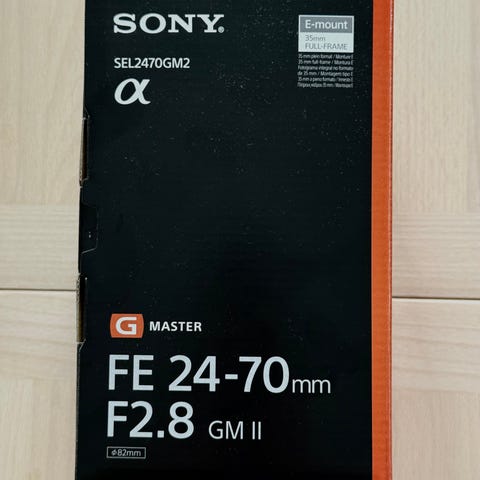 SONY®
E-mount
35mm
FULL-FRAME
SEL2470GM2
α
G MASTER
FE 24-70mm
F2.8 GM II
⌀82mm